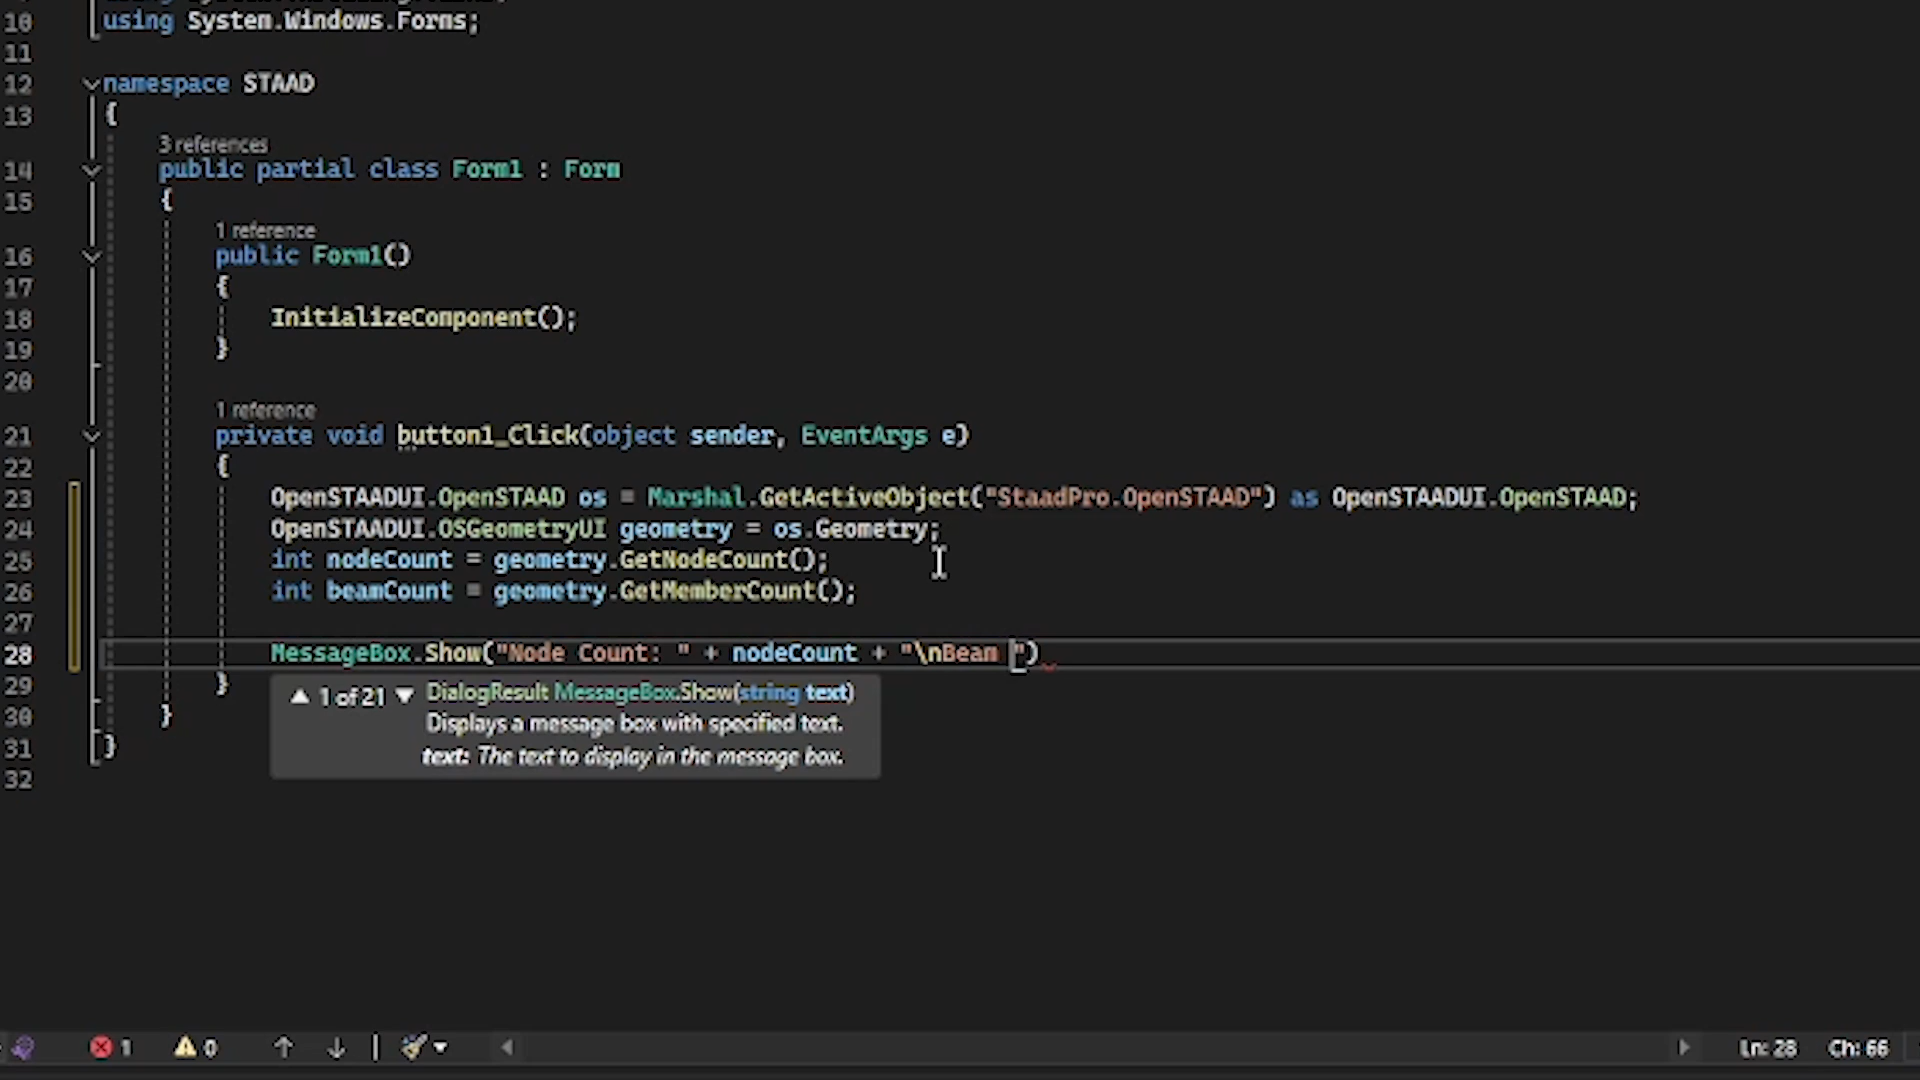 10 using System.Windows.Forms;
11
12 namespace STAAD
13 {
3 references
14 public partial class Form1 : Form
15 {
1 reference
16 public Form1()
17 {
18 InitializeComponent();
19 }
20
1 reference
21 private void button1_Click(object sender, EventArgs e)
22 {
23 OpenSTAADUI.OpenSTAAD os = Marshal.GetActiveObject("StaadPro.OpenSTAAD") as OpenSTAADUI.OpenSTAAD;
24 OpenSTAADUI.OSGeometryUI geometry = os.Geometry;
25 int nodeCount = geometry.GetNodeCount();
26 int beamCount = geometry.GetMemberCount();
27
28 MessageBox.Show("Node Count: " + nodeCount + "\nBeam ")
29 }
▲ 1 of 21 ▼ DialogResult MessageBox.Show(string text)
Displays a message box with specified text.
text: The text to display in the message box.
30 }
31 }
32
1 0 Ln: 28 Ch: 66